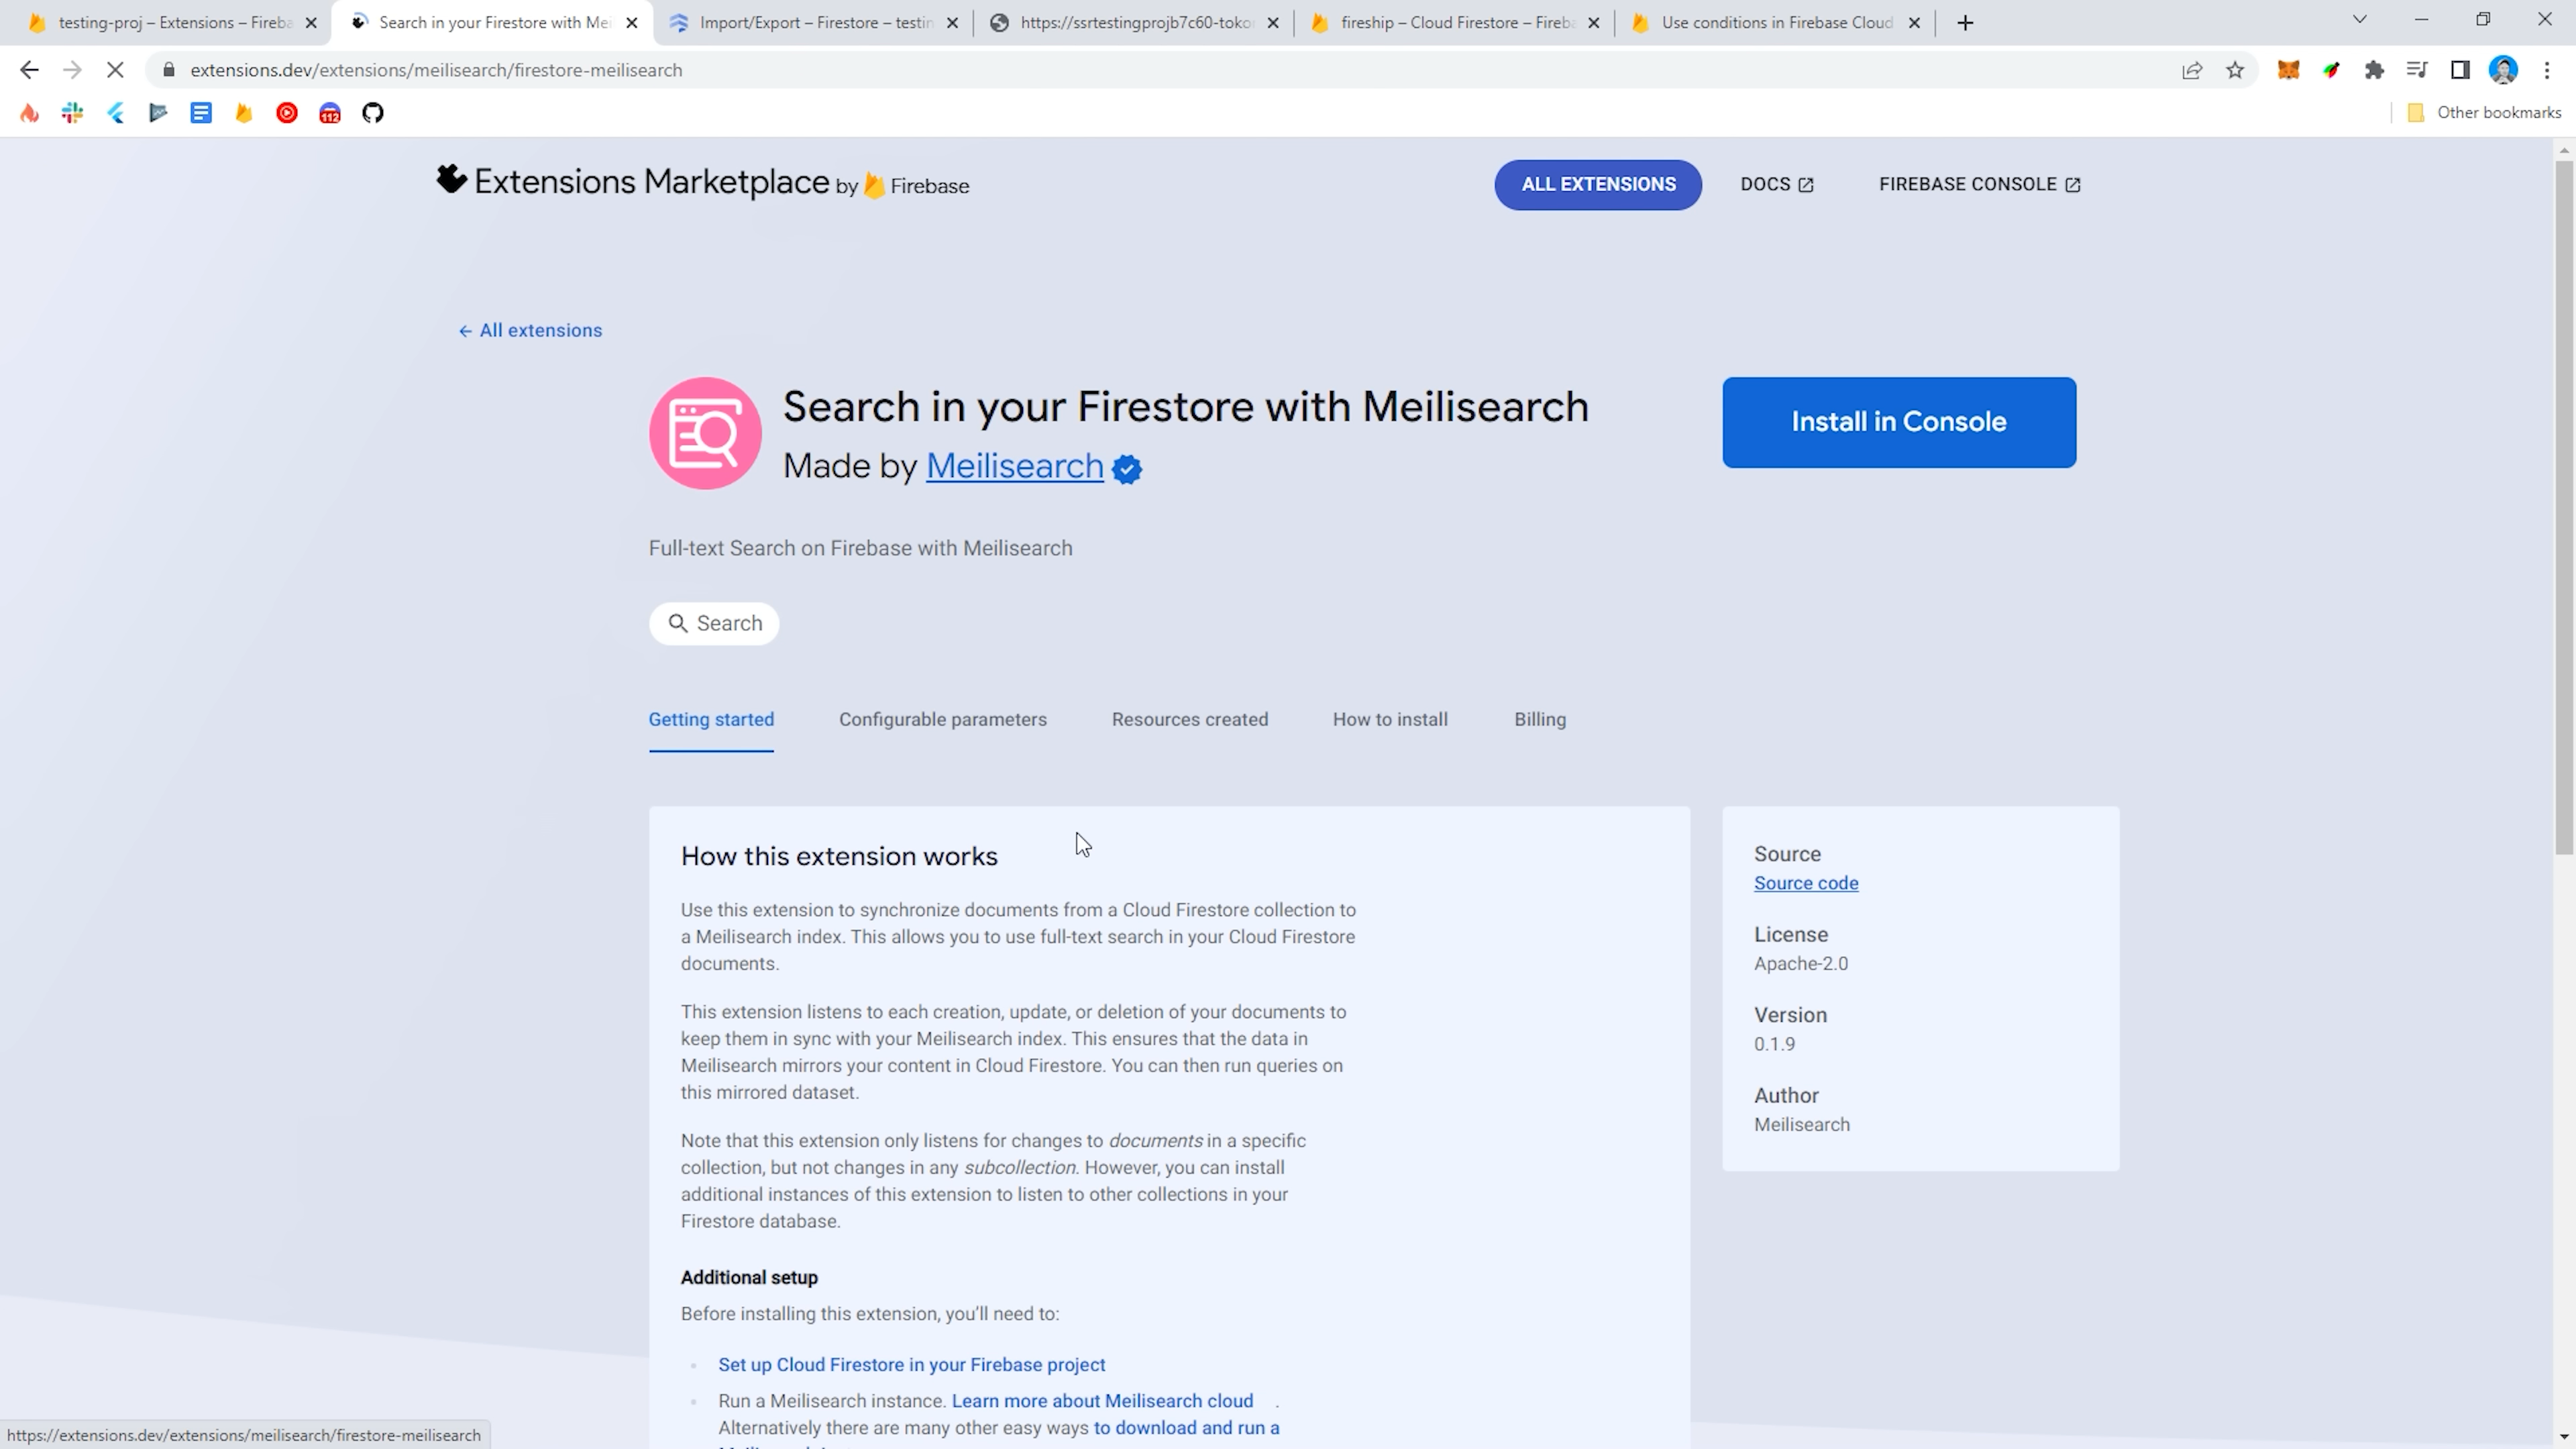 testing-proj – Extensions – Fireba
Search in your Firestore with Mei
Import/Export – Firestore – testin
https://ssrtestingprojb7c60-toko
fireship – Cloud Firestore – Fireb
Use conditions in Firebase Cloud
extensions.dev/extensions/meilisearch/firestore-meilisearch
112
Other bookmarks
Extensions Marketplace by Firebase
ALL EXTENSIONS
DOCS
FIREBASE CONSOLE
← All extensions
Search in your Firestore with Meilisearch
Made by Meilisearch
Install in Console
Full-text Search on Firebase with Meilisearch
Search
Getting started
Configurable parameters
Resources created
How to install
Billing
How this extension works
Use this extension to synchronize documents from a Cloud Firestore collection to
a Meilisearch index. This allows you to use full-text search in your Cloud Firestore
documents.
This extension listens to each creation, update, or deletion of your documents to
keep them in sync with your Meilisearch index. This ensures that the data in
Meilisearch mirrors your content in Cloud Firestore. You can then run queries on
this mirrored dataset.
Note that this extension only listens for changes to documents in a specific
collection, but not changes in any subcollection. However, you can install
additional instances of this extension to listen to other collections in your
Firestore database.
Additional setup
Before installing this extension, you'll need to:
Set up Cloud Firestore in your Firebase project
Run a Meilisearch instance. Learn more about Meilisearch cloud .
Alternatively there are many other easy ways to download and run a
Source
Source code
License
Apache-2.0
Version
0.1.9
Author
Meilisearch
https://extensions.dev/extensions/meilisearch/firestore-meilisearch